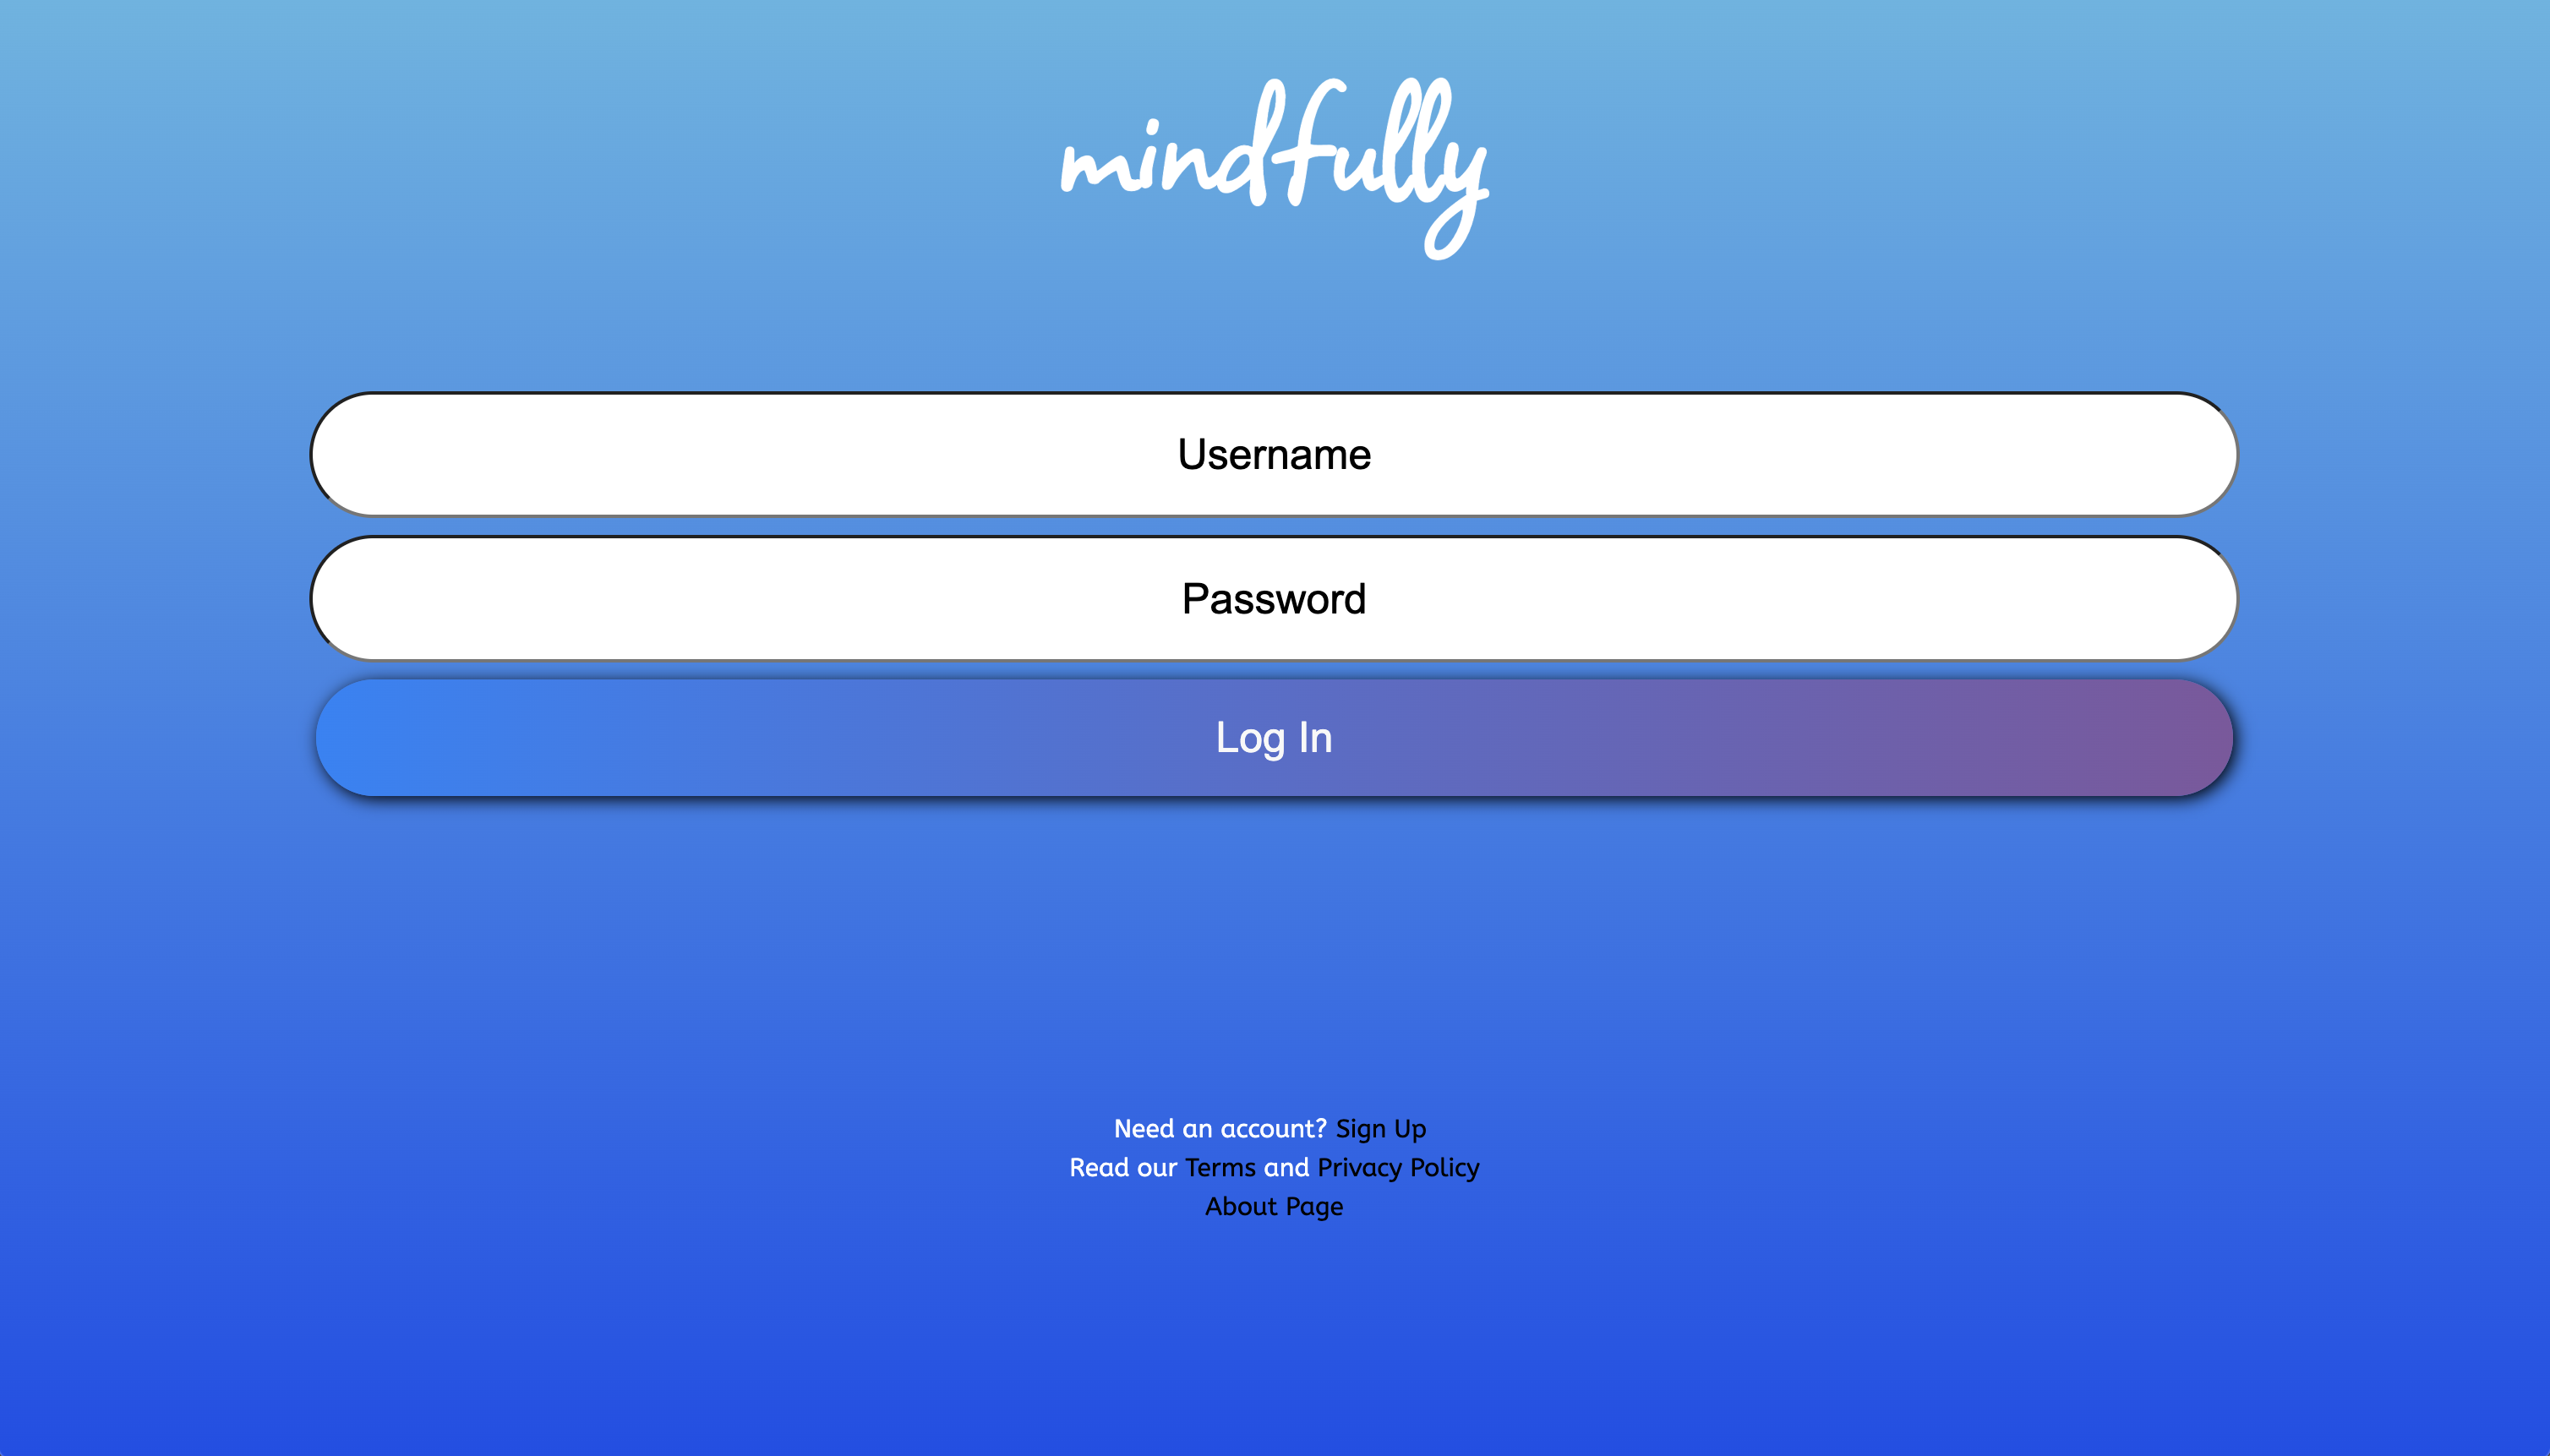 mindfully
Username
Password
Log In
Need an account? Sign Up
Read our Terms and Privacy Policy
About Page